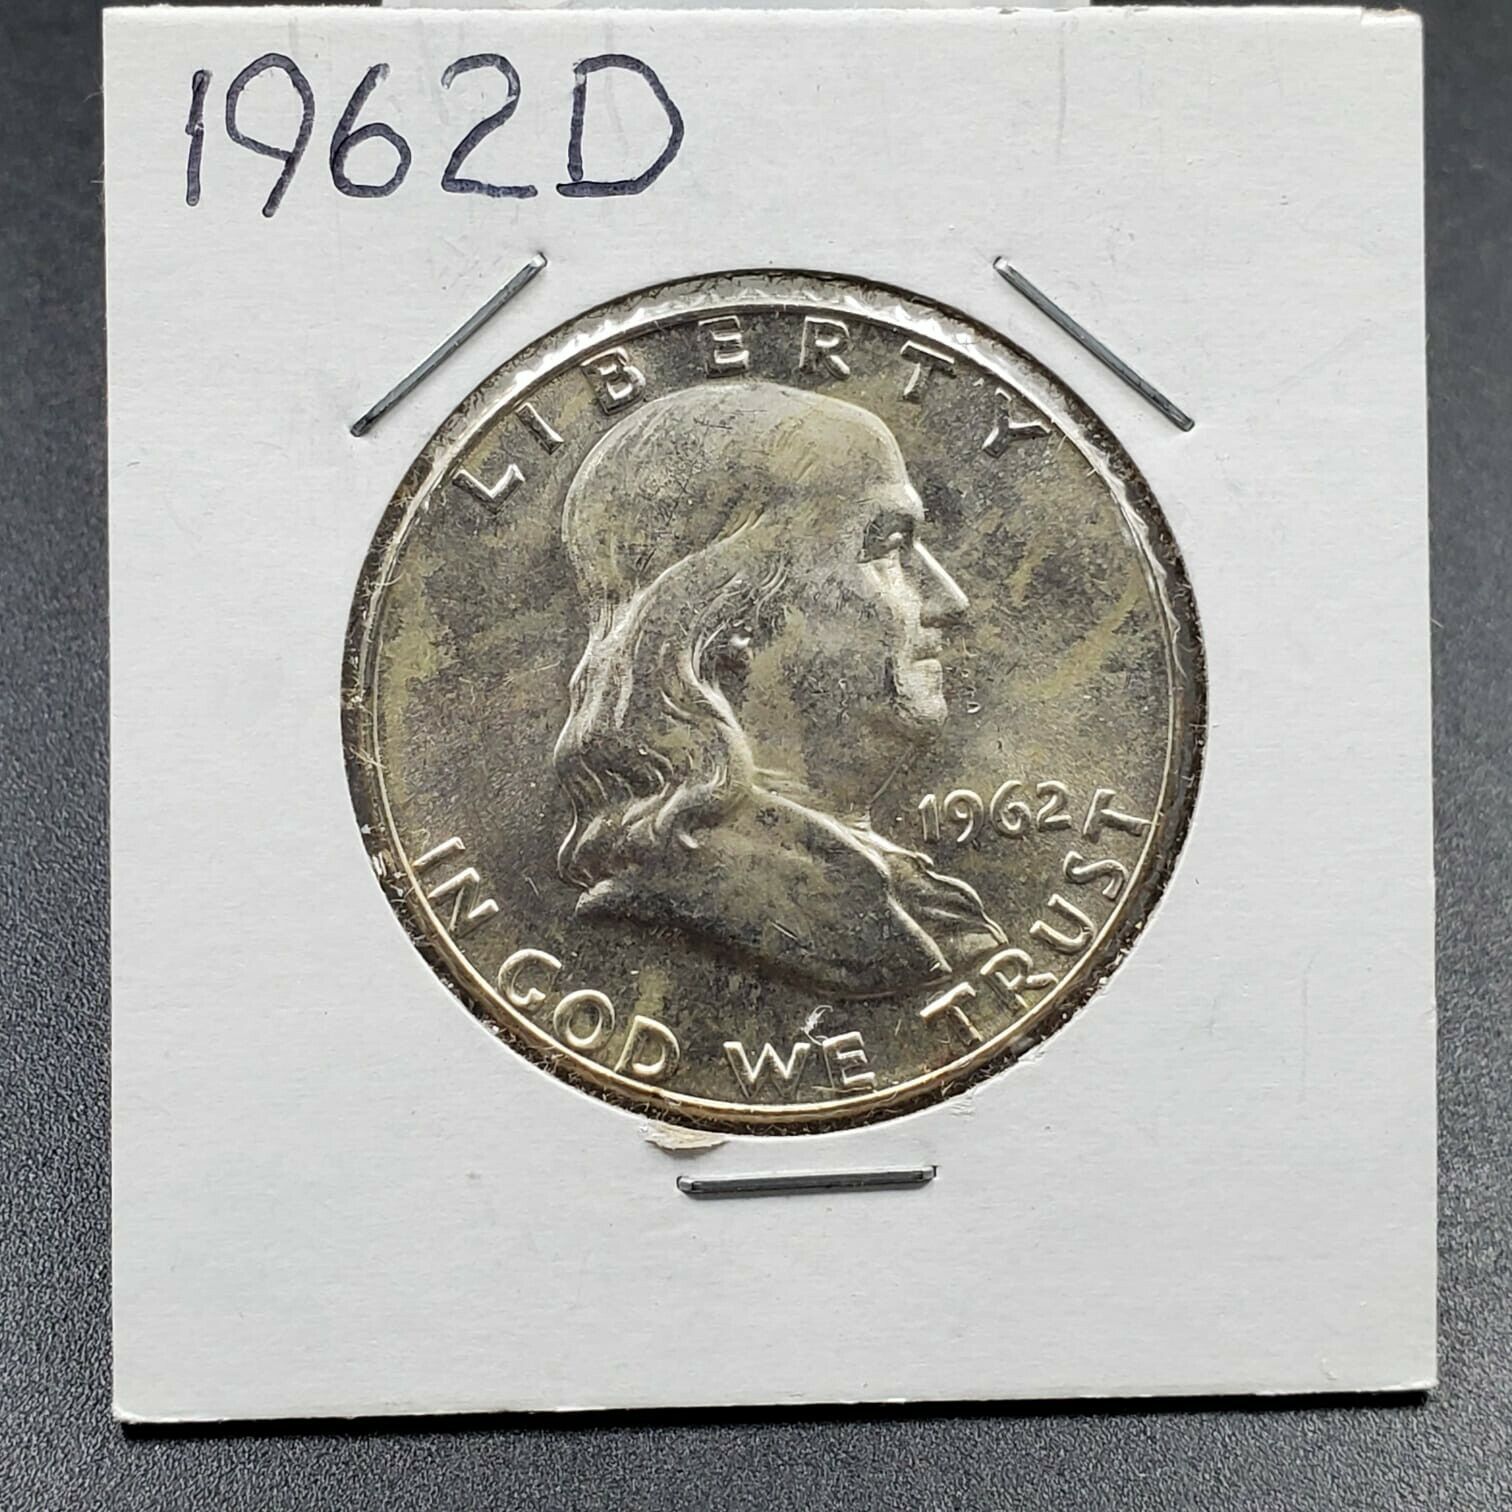 1962D
LIBERTY
1962
IN GOD WE TRUST